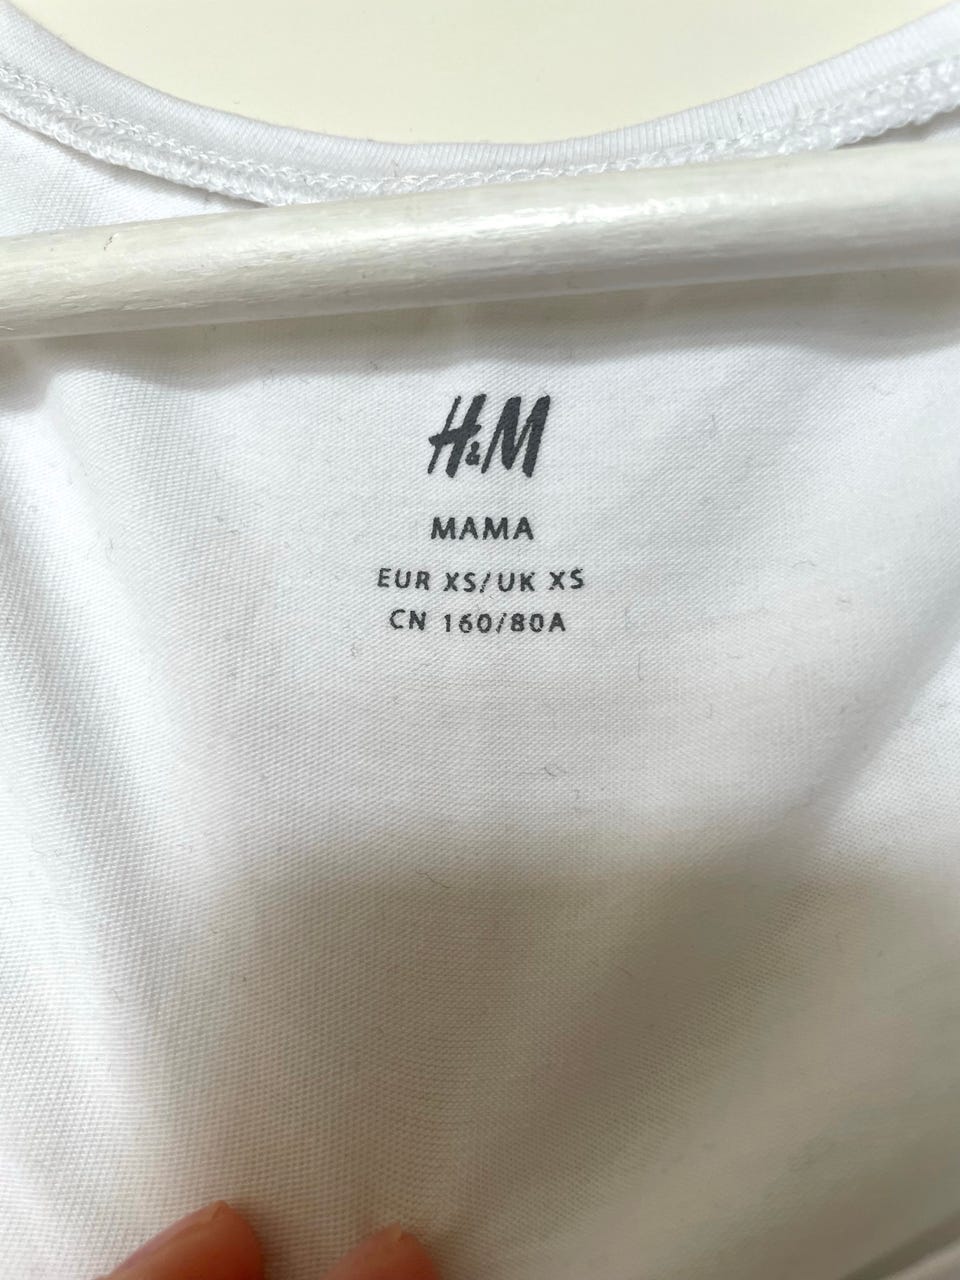 H&M
MAMA
EUR XS/UK XS
CN 160/80A